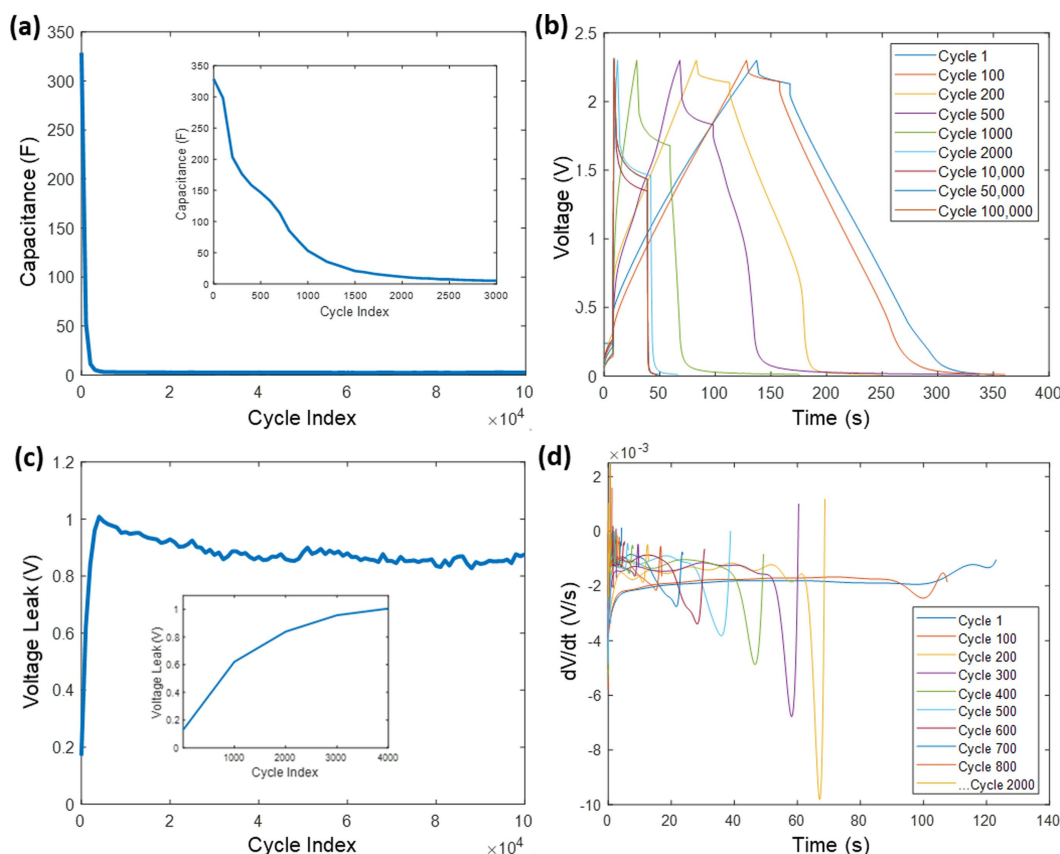 (a)
350
300
250
200
150
100
50
0
Capacitance (F)
0 2 4 6 8 10
Cycle Index
×10⁴
350
300
250
200
150
100
50
0
Capacitance (F)
0 500 1000 1500 2000 2500 3000
Cycle Index
(b)
2.5
2
1.5
1
0.5
0
Voltage (V)
0 50 100 150 200 250 300 350 400
Time (s)
Cycle 1
Cycle 100
Cycle 200
Cycle 500
Cycle 1000
Cycle 2000
Cycle 10,000
Cycle 50,000
Cycle 100,000
(c)
1.2
1
0.8
0.6
0.4
0.2
0
Voltage Leak (V)
0 2 4 6 8 10
Cycle Index
×10⁴
1
0.8
0.6
0.4
0.2
0
Voltage Leak (V)
1000 2000 3000 4000
Cycle Index
(d)
×10⁻³
2
0
-2
-4
-6
-8
-10
dV/dt (V/s)
0 20 40 60 80 100 120 140
Time (s)
Cycle 1
Cycle 100
Cycle 200
Cycle 300
Cycle 400
Cycle 500
Cycle 600
Cycle 700
Cycle 800
...Cycle 2000